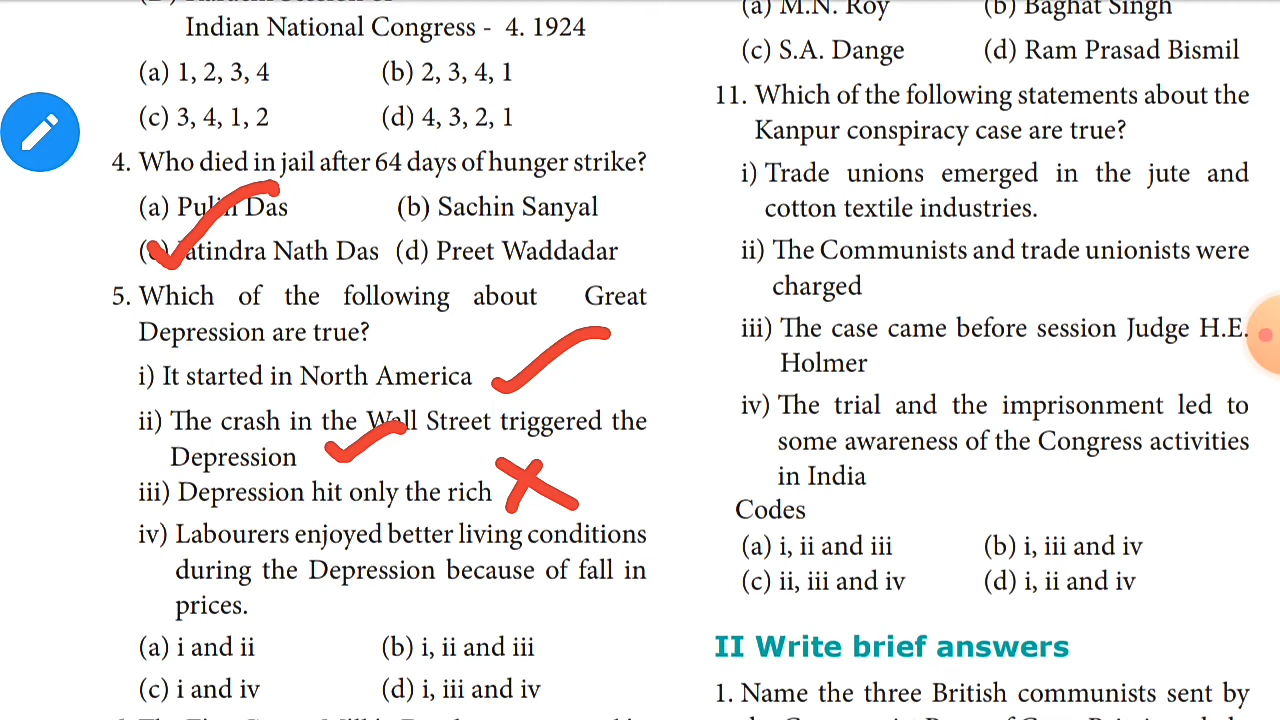 Indian National Congress - 4. 1924
(a) 1, 2, 3, 4 (b) 2, 3, 4, 1
(c) 3, 4, 1, 2 (d) 4, 3, 2, 1
4. Who died in jail after 64 days of hunger strike?
(a) Pulin Das (b) Sachin Sanyal
(c) Jatindra Nath Das (d) Preet Waddadar
5. Which of the following about Great
Depression are true?
i) It started in North America
ii) The crash in the Wall Street triggered the
Depression
iii) Depression hit only the rich
iv) Labourers enjoyed better living conditions
during the Depression because of fall in
prices.
(a) i and ii (b) i, ii and iii
(c) i and iv (d) i, iii and iv
(a) M.N. Roy (b) Baghat Singh
(c) S.A. Dange (d) Ram Prasad Bismil
11. Which of the following statements about the
Kanpur conspiracy case are true?
i) Trade unions emerged in the jute and
cotton textile industries.
ii) The Communists and trade unionists were
charged
iii) The case came before session Judge H.E.
Holmer
iv) The trial and the imprisonment led to
some awareness of the Congress activities
in India
Codes
(a) i, ii and iii (b) i, iii and iv
(c) ii, iii and iv (d) i, ii and iv
II Write brief answers
1. Name the three British communists sent by